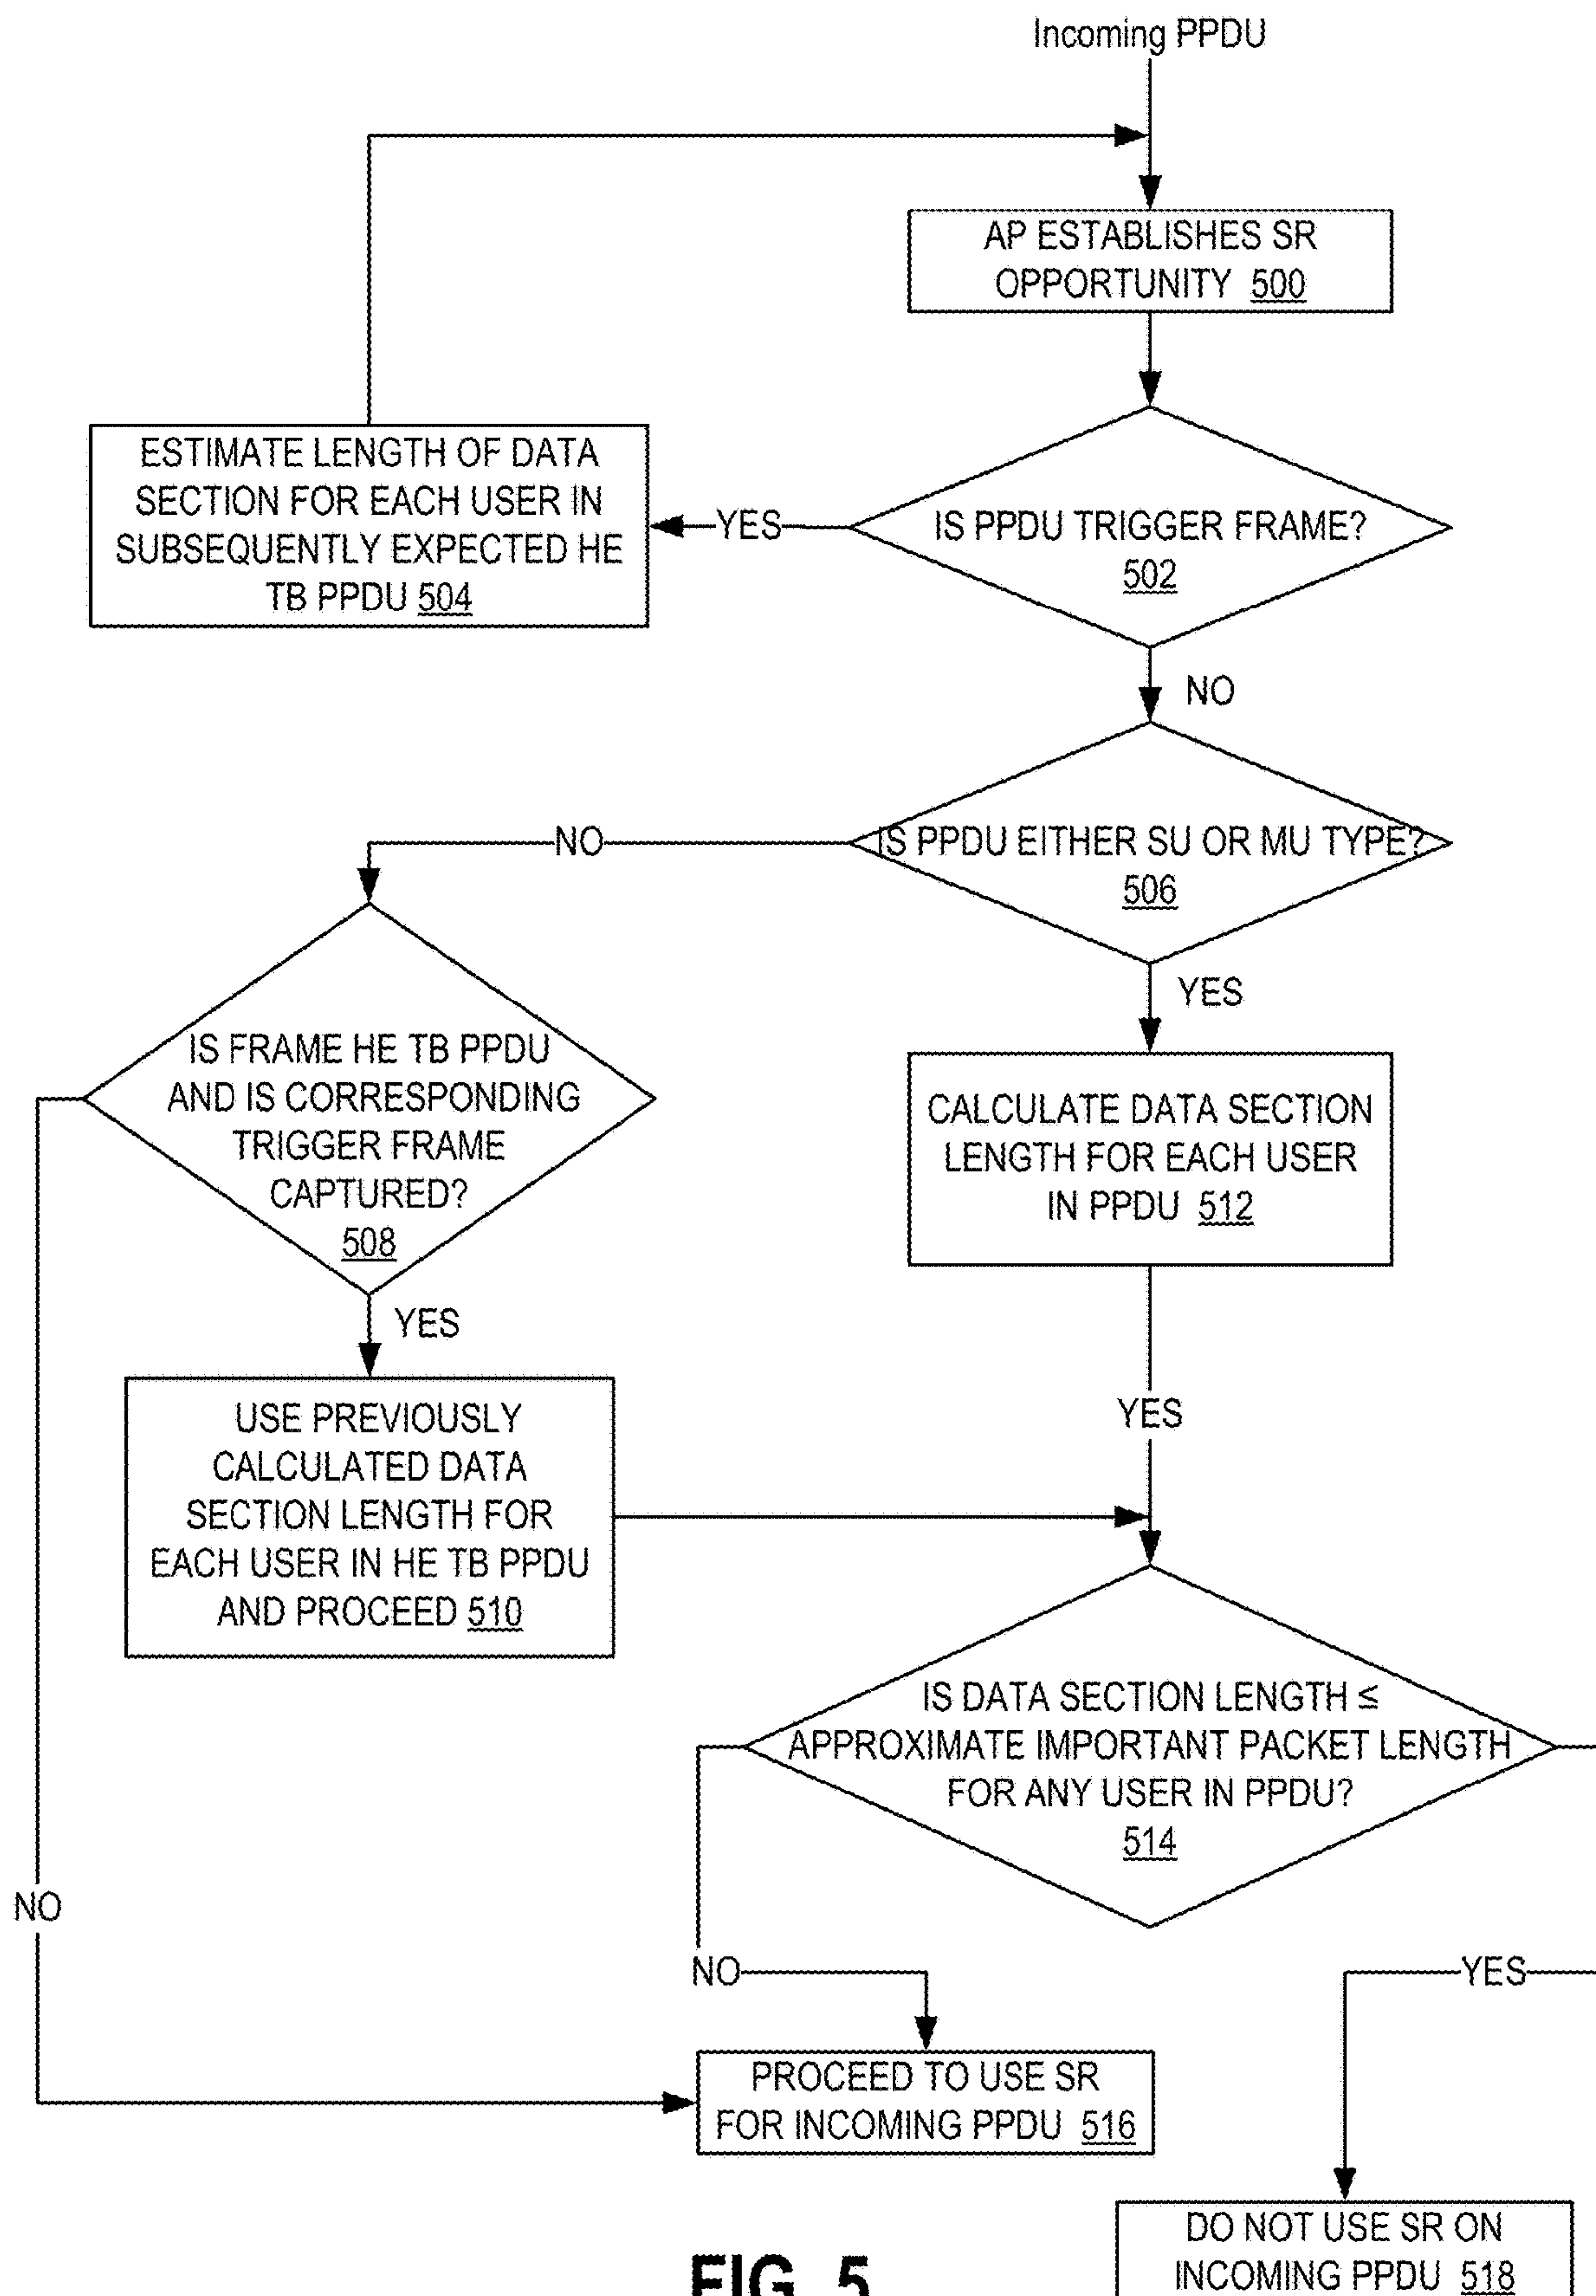 Incoming PPDU
AP ESTABLISHES SR
OPPORTUNITY 500
ESTIMATE LENGTH OF DATA
SECTION FOR EACH USER IN
SUBSEQUENTLY EXPECTED HE
TB PPDU 504
YES
IS PPDU TRIGGER FRAME?
502
NO
NO
IS PPDU EITHER SU OR MU TYPE?
506
YES
IS FRAME HE TB PPDU
AND IS CORRESPONDING
TRIGGER FRAME
CAPTURED?
508
CALCULATE DATA SECTION
LENGTH FOR EACH USER
IN PPDU 512
YES
YES
USE PREVIOUSLY
CALCULATED DATA
SECTION LENGTH FOR
EACH USER IN HE TB PPDU
AND PROCEED 510
IS DATA SECTION LENGTH ≤
APPROXIMATE IMPORTANT PACKET LENGTH
FOR ANY USER IN PPDU?
514
NO
NO
YES
PROCEED TO USE SR
FOR INCOMING PPDU 516
DO NOT USE SR ON
INCOMING PPDU 518
FIG. 5